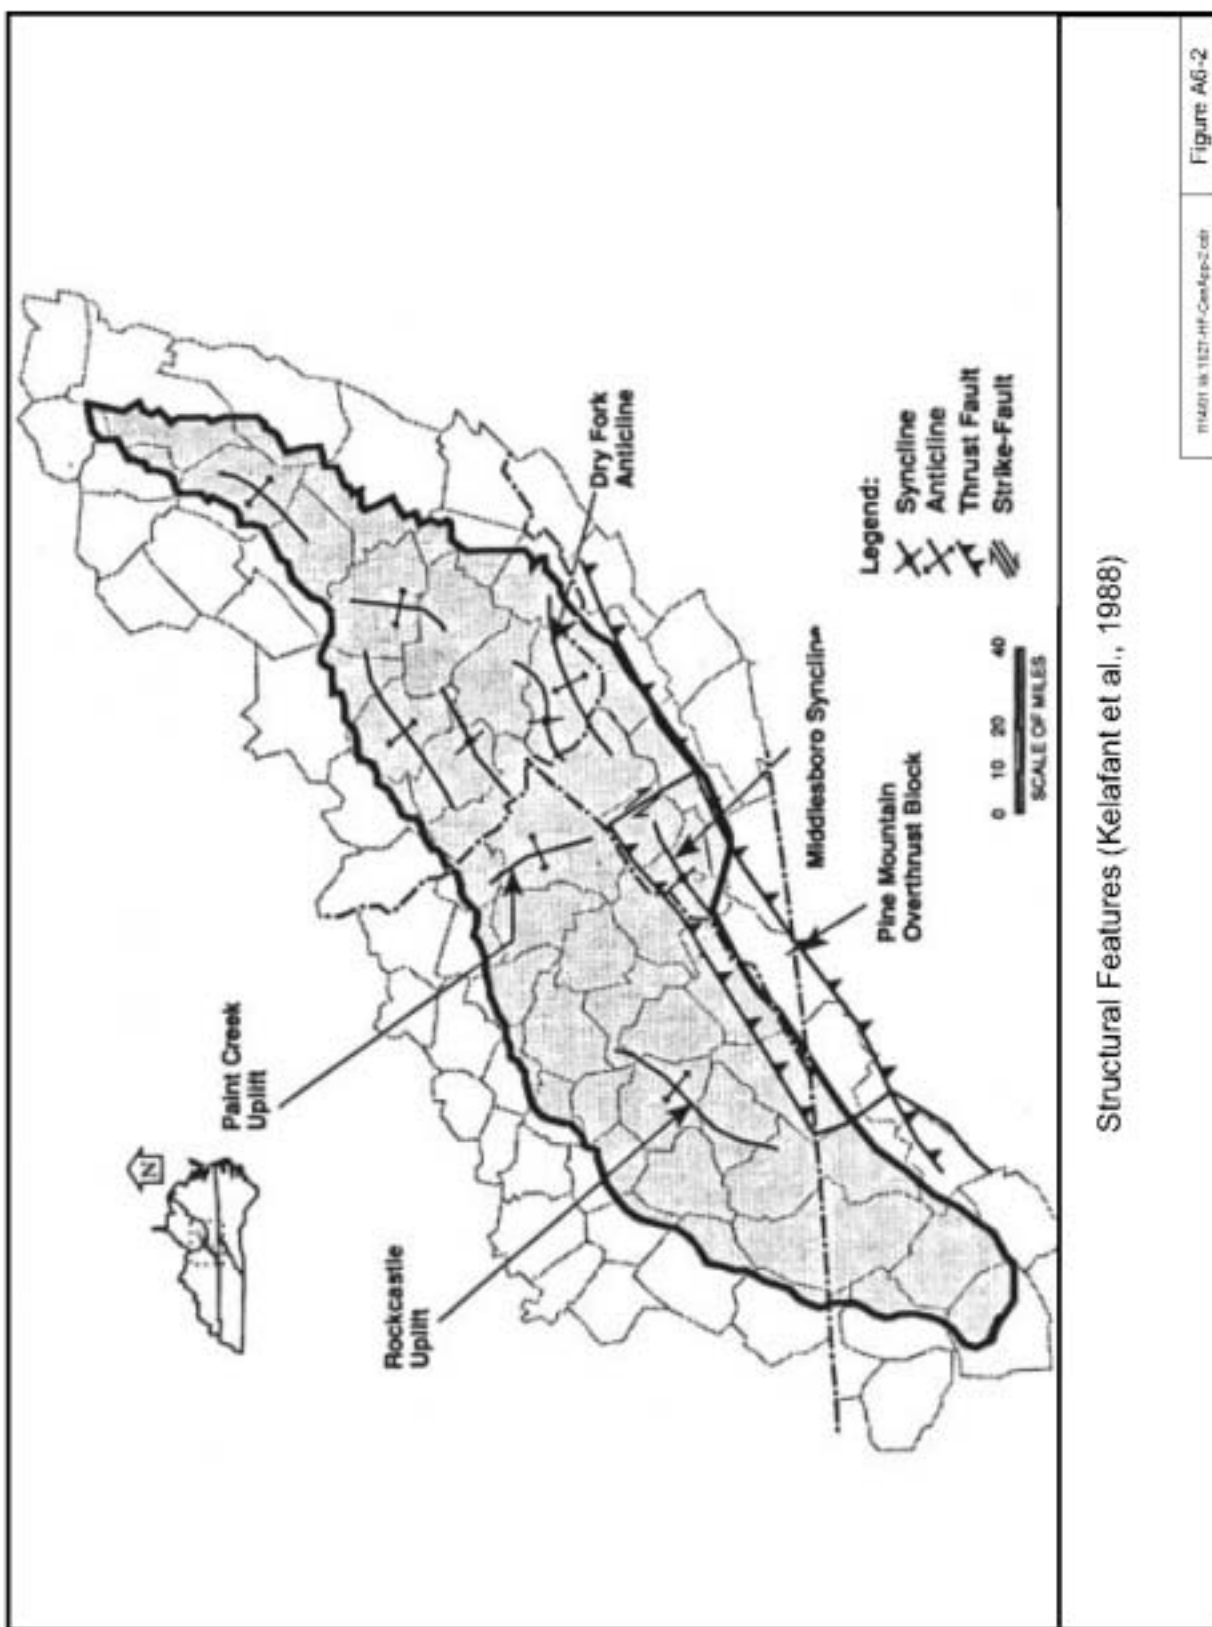 N
Paint Creek
Uplift
Rockcastle
Uplift
Dry Fork
Anticline
Middlesboro Syncline
Pine Mountain
Overthrust Block
Legend:
Syncline
Anticline
Thrust Fault
Strike-Fault
0 10 20 40
SCALE OF MILES
Structural Features (Kelafant et al., 1988)
Figure A6-2